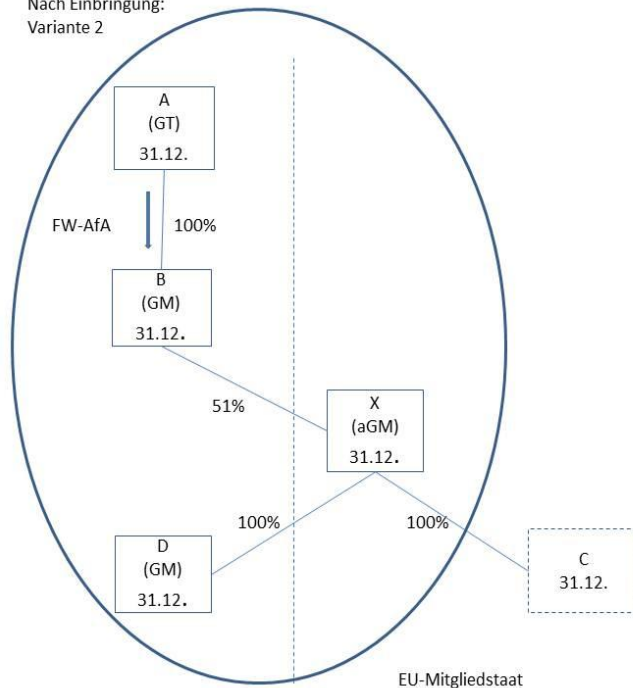 Nach Einbringung:
Variante 2
A
(GT)
31.12.
FW-AfA
100%
B
(GM)
31.12.
51%
X
(aGM)
31.12.
100%
100%
D
(GM)
31.12.
C
31.12.
EU-Mitgliedstaat